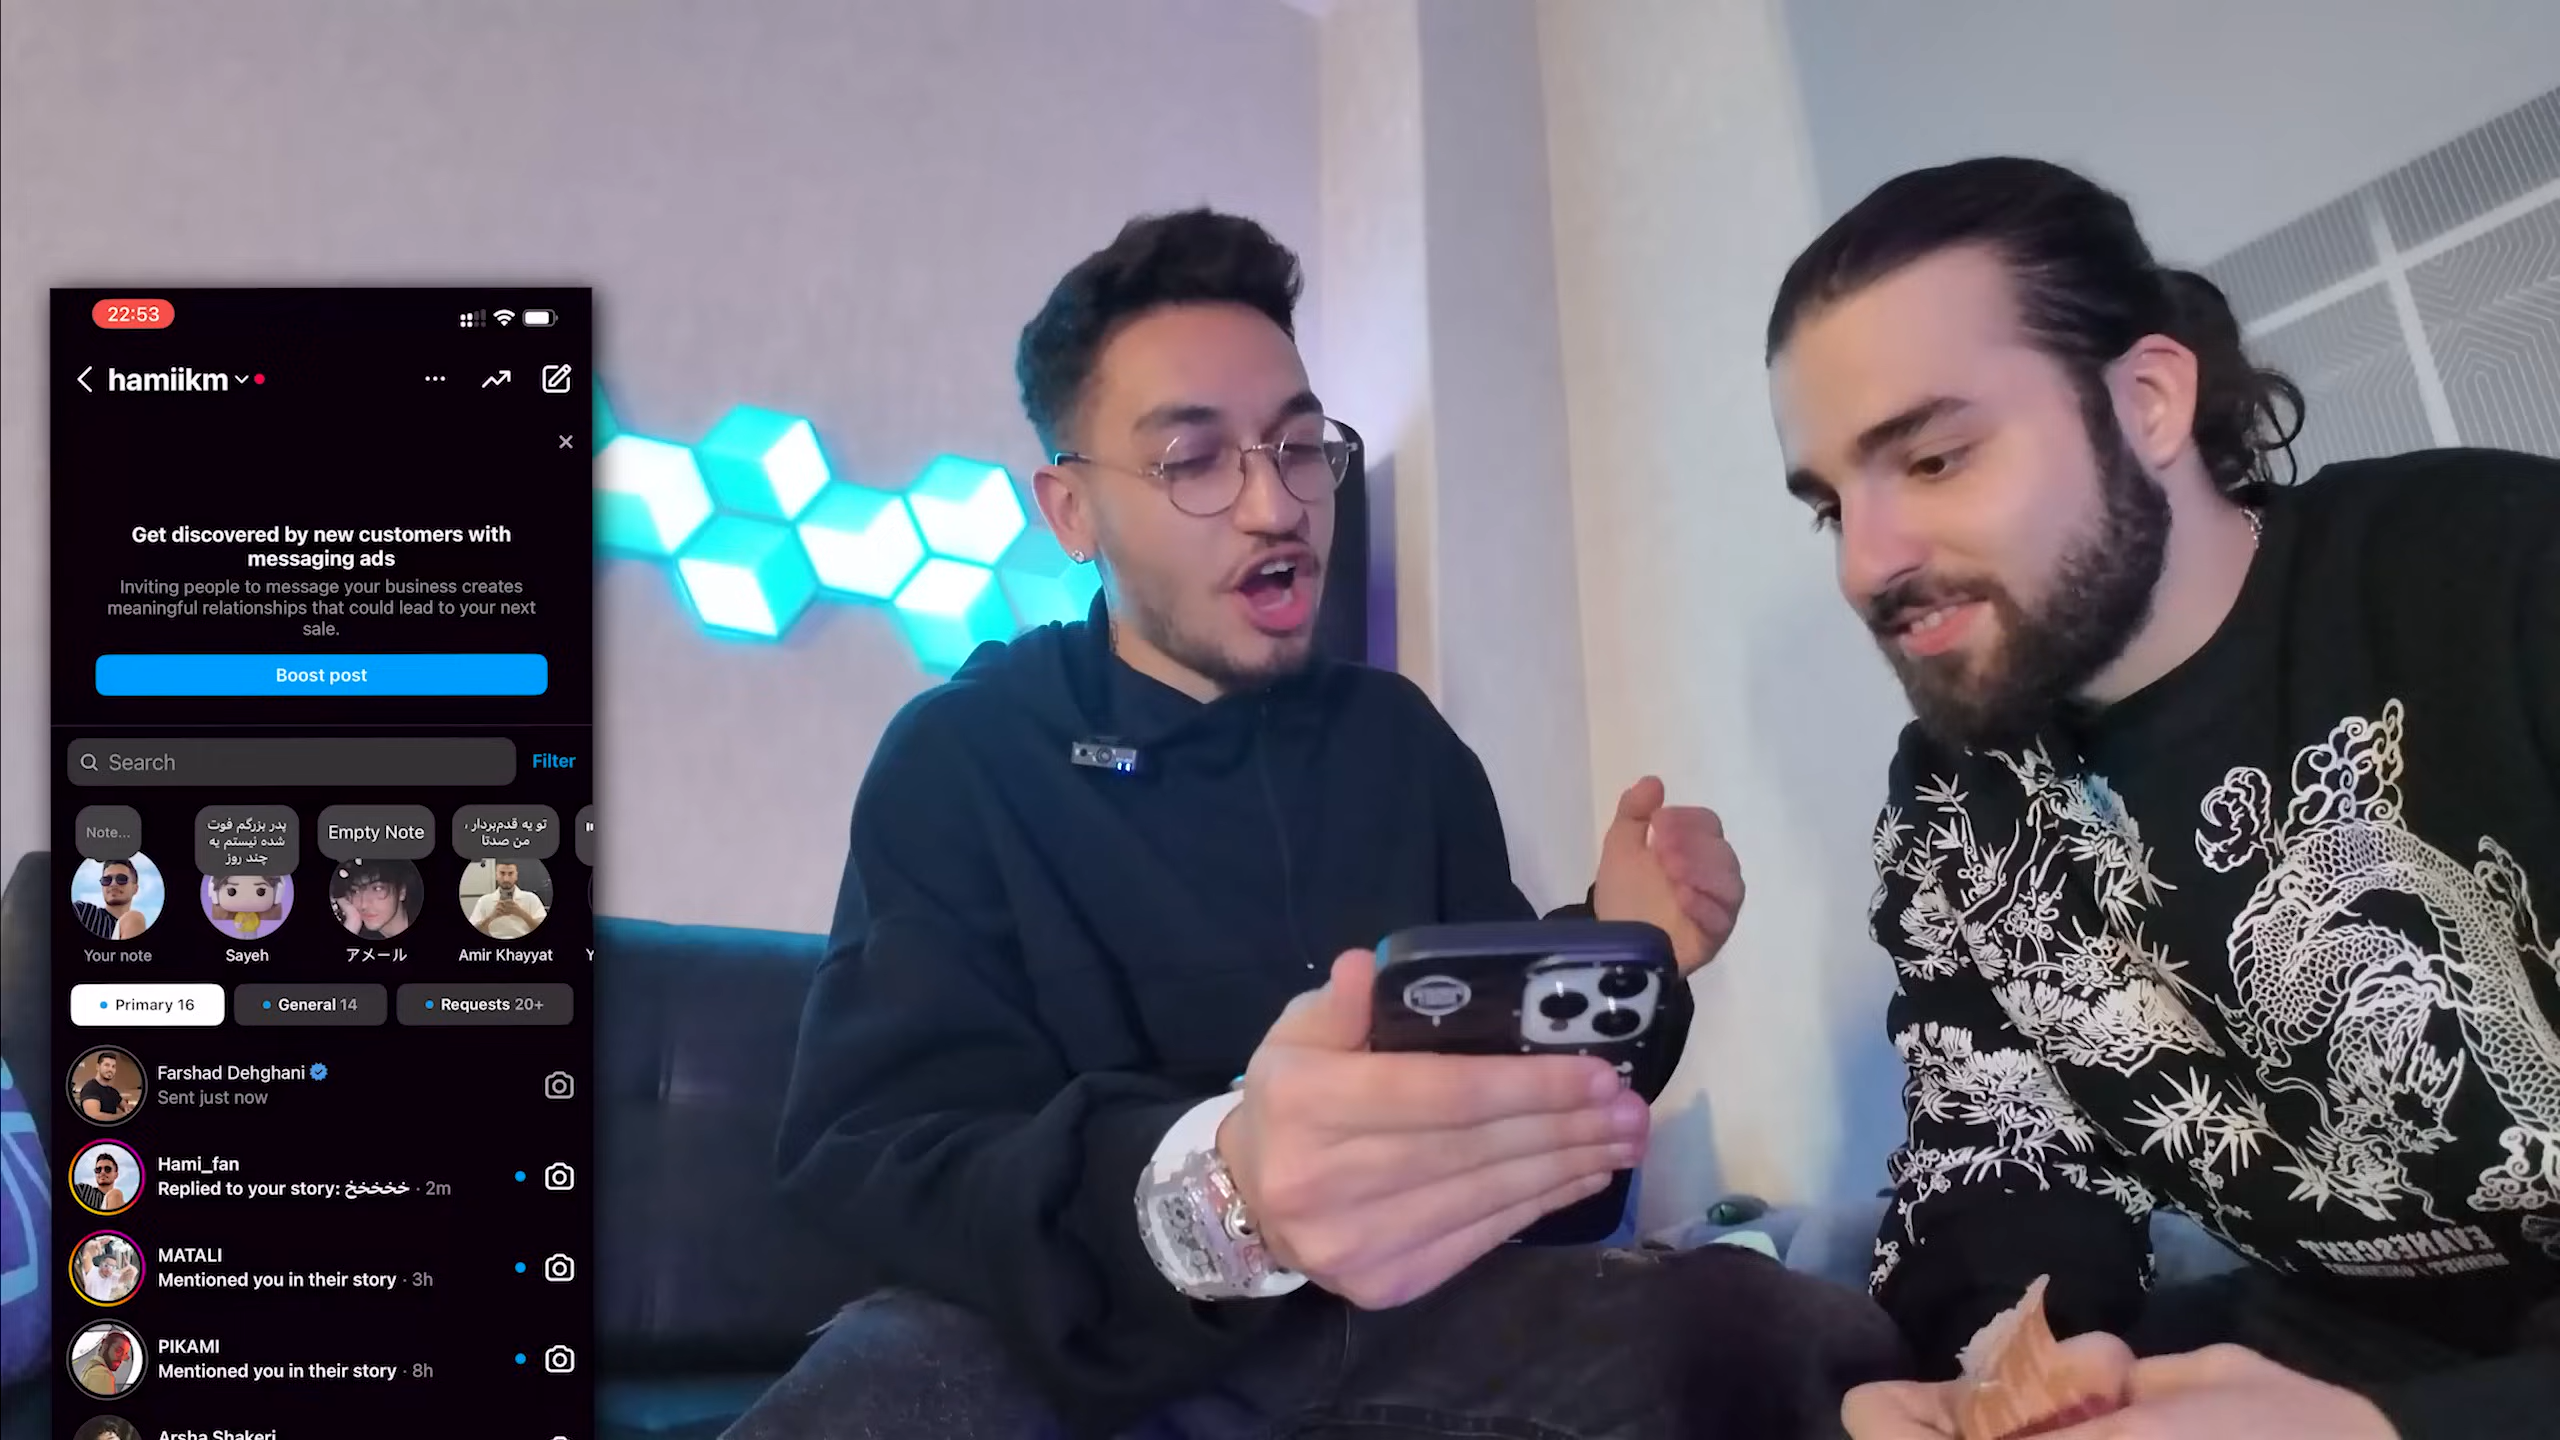 22:53
hamiikm
Get discovered by new customers with
messaging ads
Inviting people to message your business creates
meaningful relationships that could lead to your next
sale.
Boost post
Search
Filter
Note...
پدر بزرگم فوت
شده نیستم یه
چند روز
Empty Note
تو یه قدم‌بردار ،
من صدتا
Your note
Sayeh
アメール
Amir Khayyat
Y
Primary 16
General 14
Requests 20+
Farshad Dehghani
Sent just now
Hami_fan
Replied to your story: خخخخخ · 2m
MATALI
Mentioned you in their story · 3h
PIKAMI
Mentioned you in their story · 8h
Arsha Shakeri
EVANESCENT